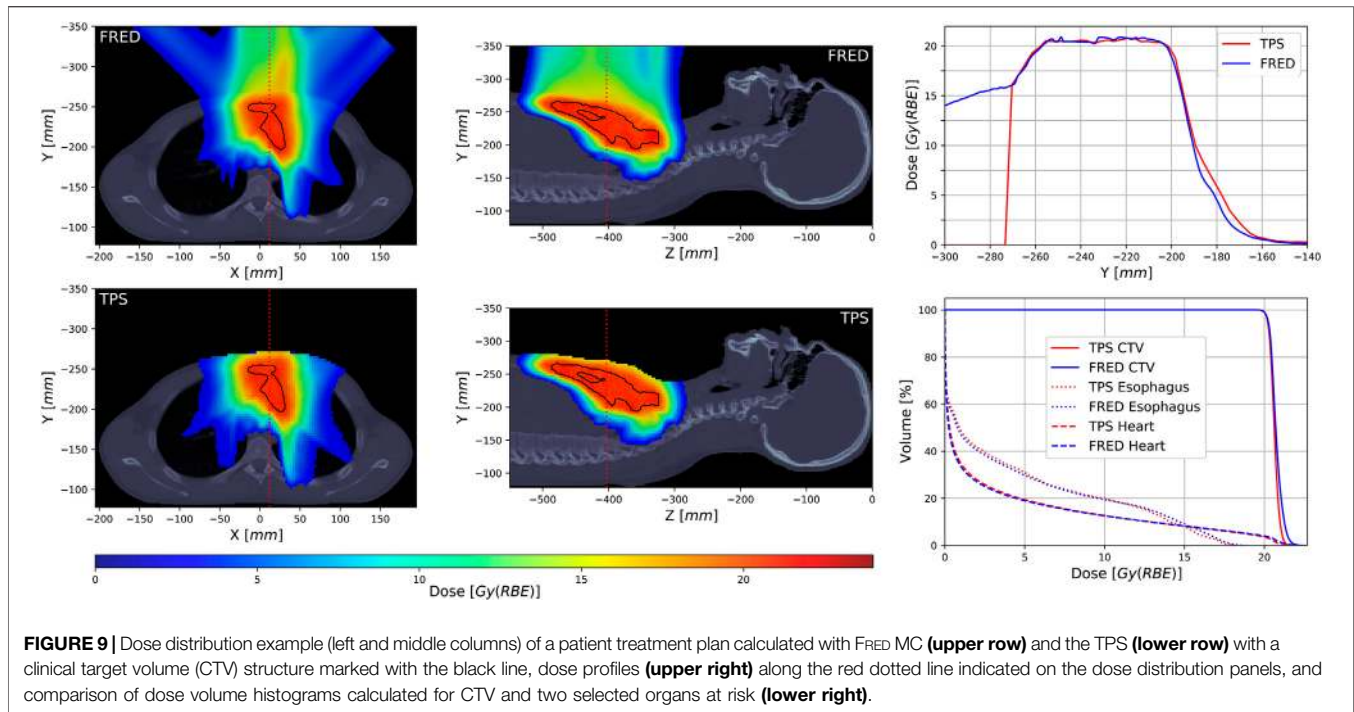 FRED
Y [mm]
−350
−300
−250
−200
−150
−100
−200 −150 −100 −50 0 50 100 150
X [mm]
FRED
Y [mm]
−350
−300
−250
−200
−150
−100
−500 −400 −300 −200 −100 0
Z [mm]
TPS
FRED
Dose [Gy(RBE)]
20
15
10
5
0
−300 −280 −260 −240 −220 −200 −180 −160 −140
Y [mm]
TPS
Y [mm]
−350
−300
−250
−200
−150
−100
−200 −150 −100 −50 0 50 100 150
X [mm]
TPS
Y [mm]
−350
−300
−250
−200
−150
−100
−500 −400 −300 −200 −100 0
Z [mm]
0 5 10 15 20
Dose [Gy(RBE)]
TPS CTV
FRED CTV
TPS Esophagus
FRED Esophagus
TPS Heart
FRED Heart
Volume [%]
100
80
60
40
20
0
0 5 10 15 20
Dose [Gy(RBE)]
FIGURE 9 | Dose distribution example (left and middle columns) of a patient treatment plan calculated with FRED MC (upper row) and the TPS (lower row) with a
clinical target volume (CTV) structure marked with the black line, dose profiles (upper right) along the red dotted line indicated on the dose distribution panels, and
comparison of dose volume histograms calculated for CTV and two selected organs at risk (lower right).